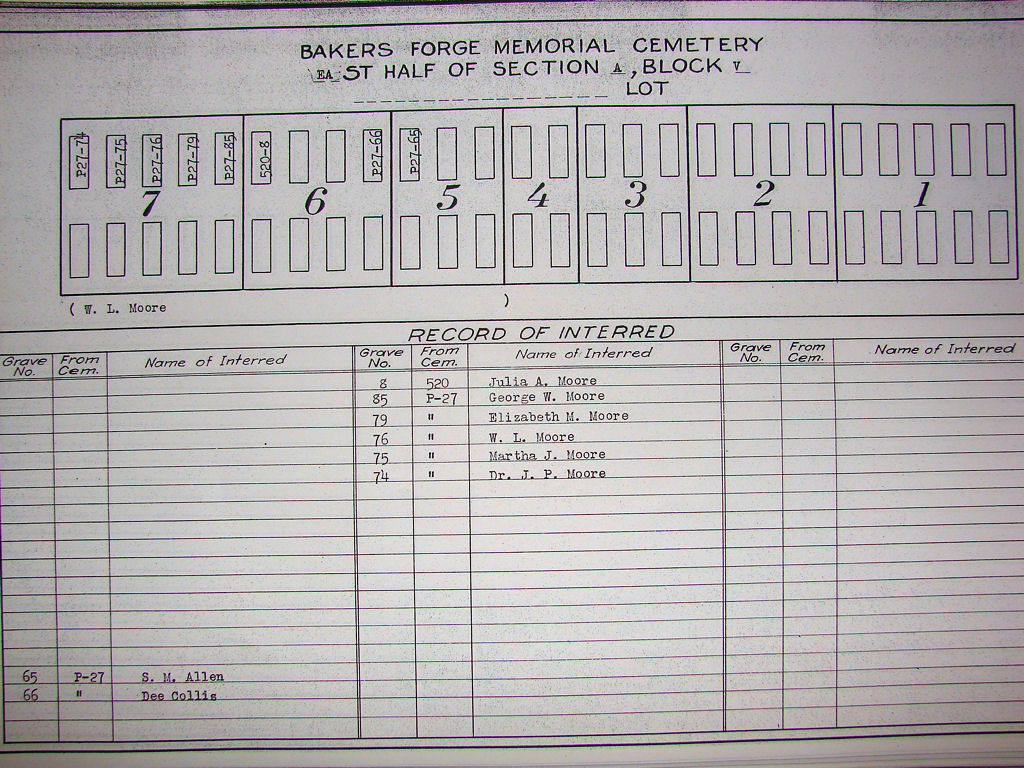 BAKERS FORGE MEMORIAL CEMETERY
EAST HALF OF SECTION A, BLOCK V
LOT
P27-74 P27-75 P27-76 P27-79 P27-85 520-8 P27-66 P27-65
7 6 5 4 3 2 1
( W. L. Moore )
RECORD OF INTERRED
Grave No. From Cem. Name of Interred Grave No. From Cem. Name of Interred Grave No. From Cem. Name of Interred
8 520 Julia A. Moore
85 P-27 George W. Moore
79 " Elizabeth M. Moore
76 " W. L. Moore
75 " Martha J. Moore
74 " Dr. J. P. Moore
65 P-27 S. M. Allen
66 " Dee Collis